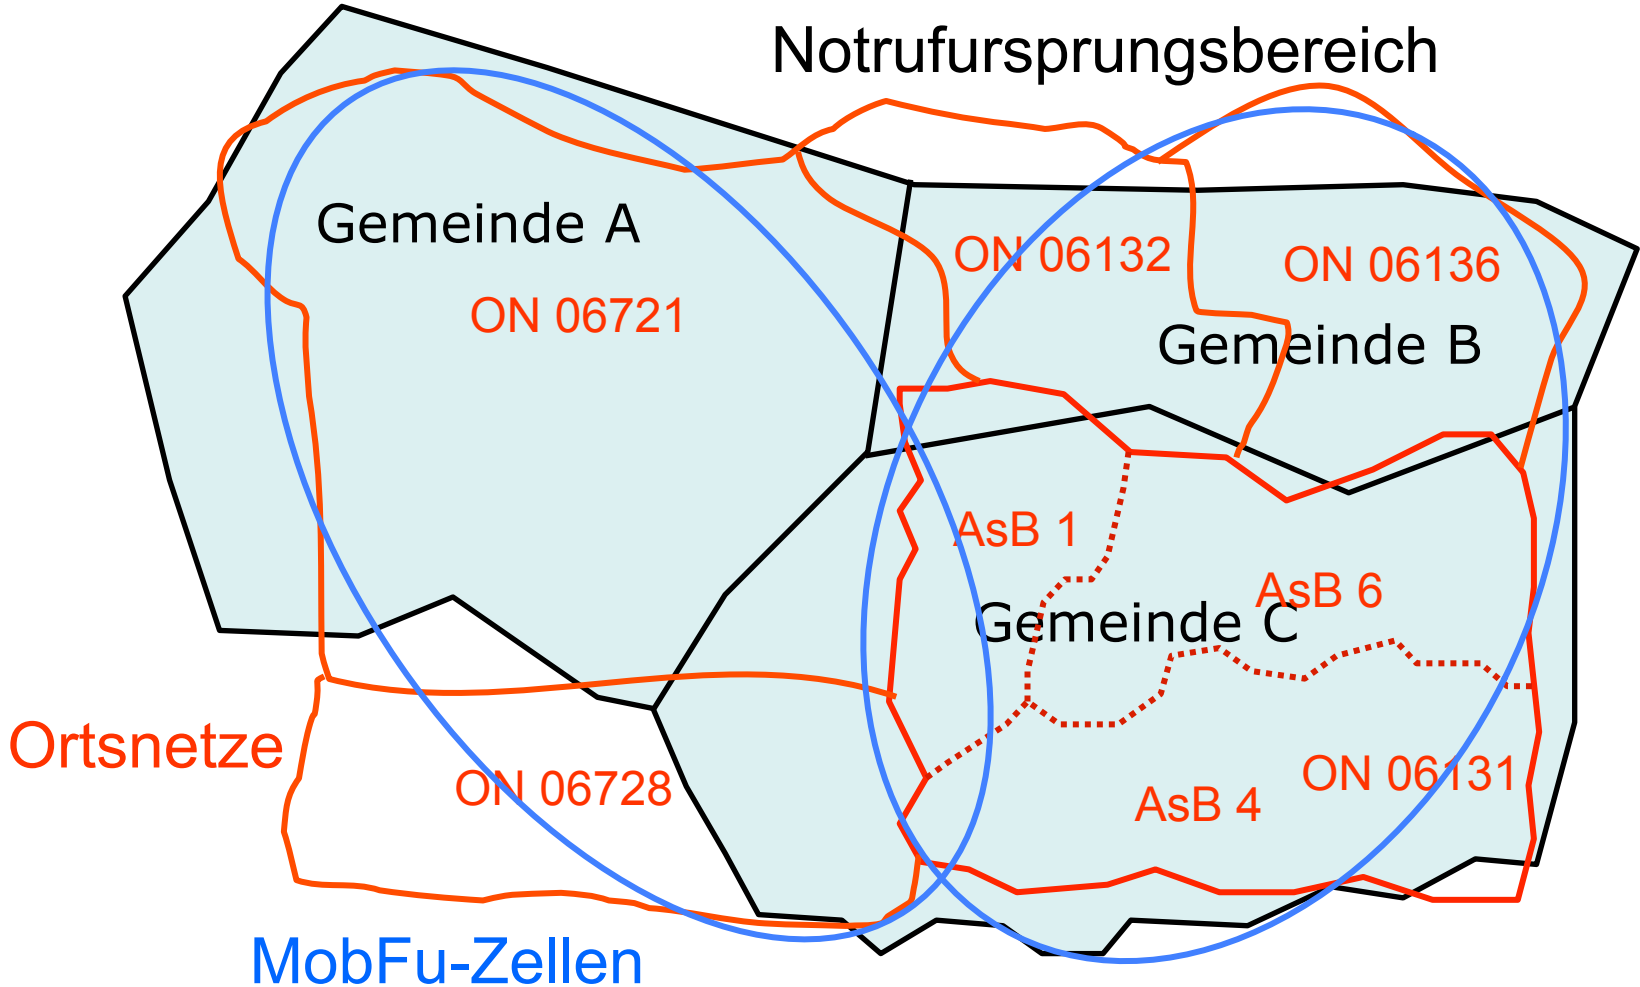 Notrufursprungsbereich
Gemeinde A
ON 06132
ON 06136
ON 06721
Gemeinde B
AsB 1
AsB 6
Gemeinde C
Ortsnetze
ON 06728
ON 06131
AsB 4
MobFu-Zellen